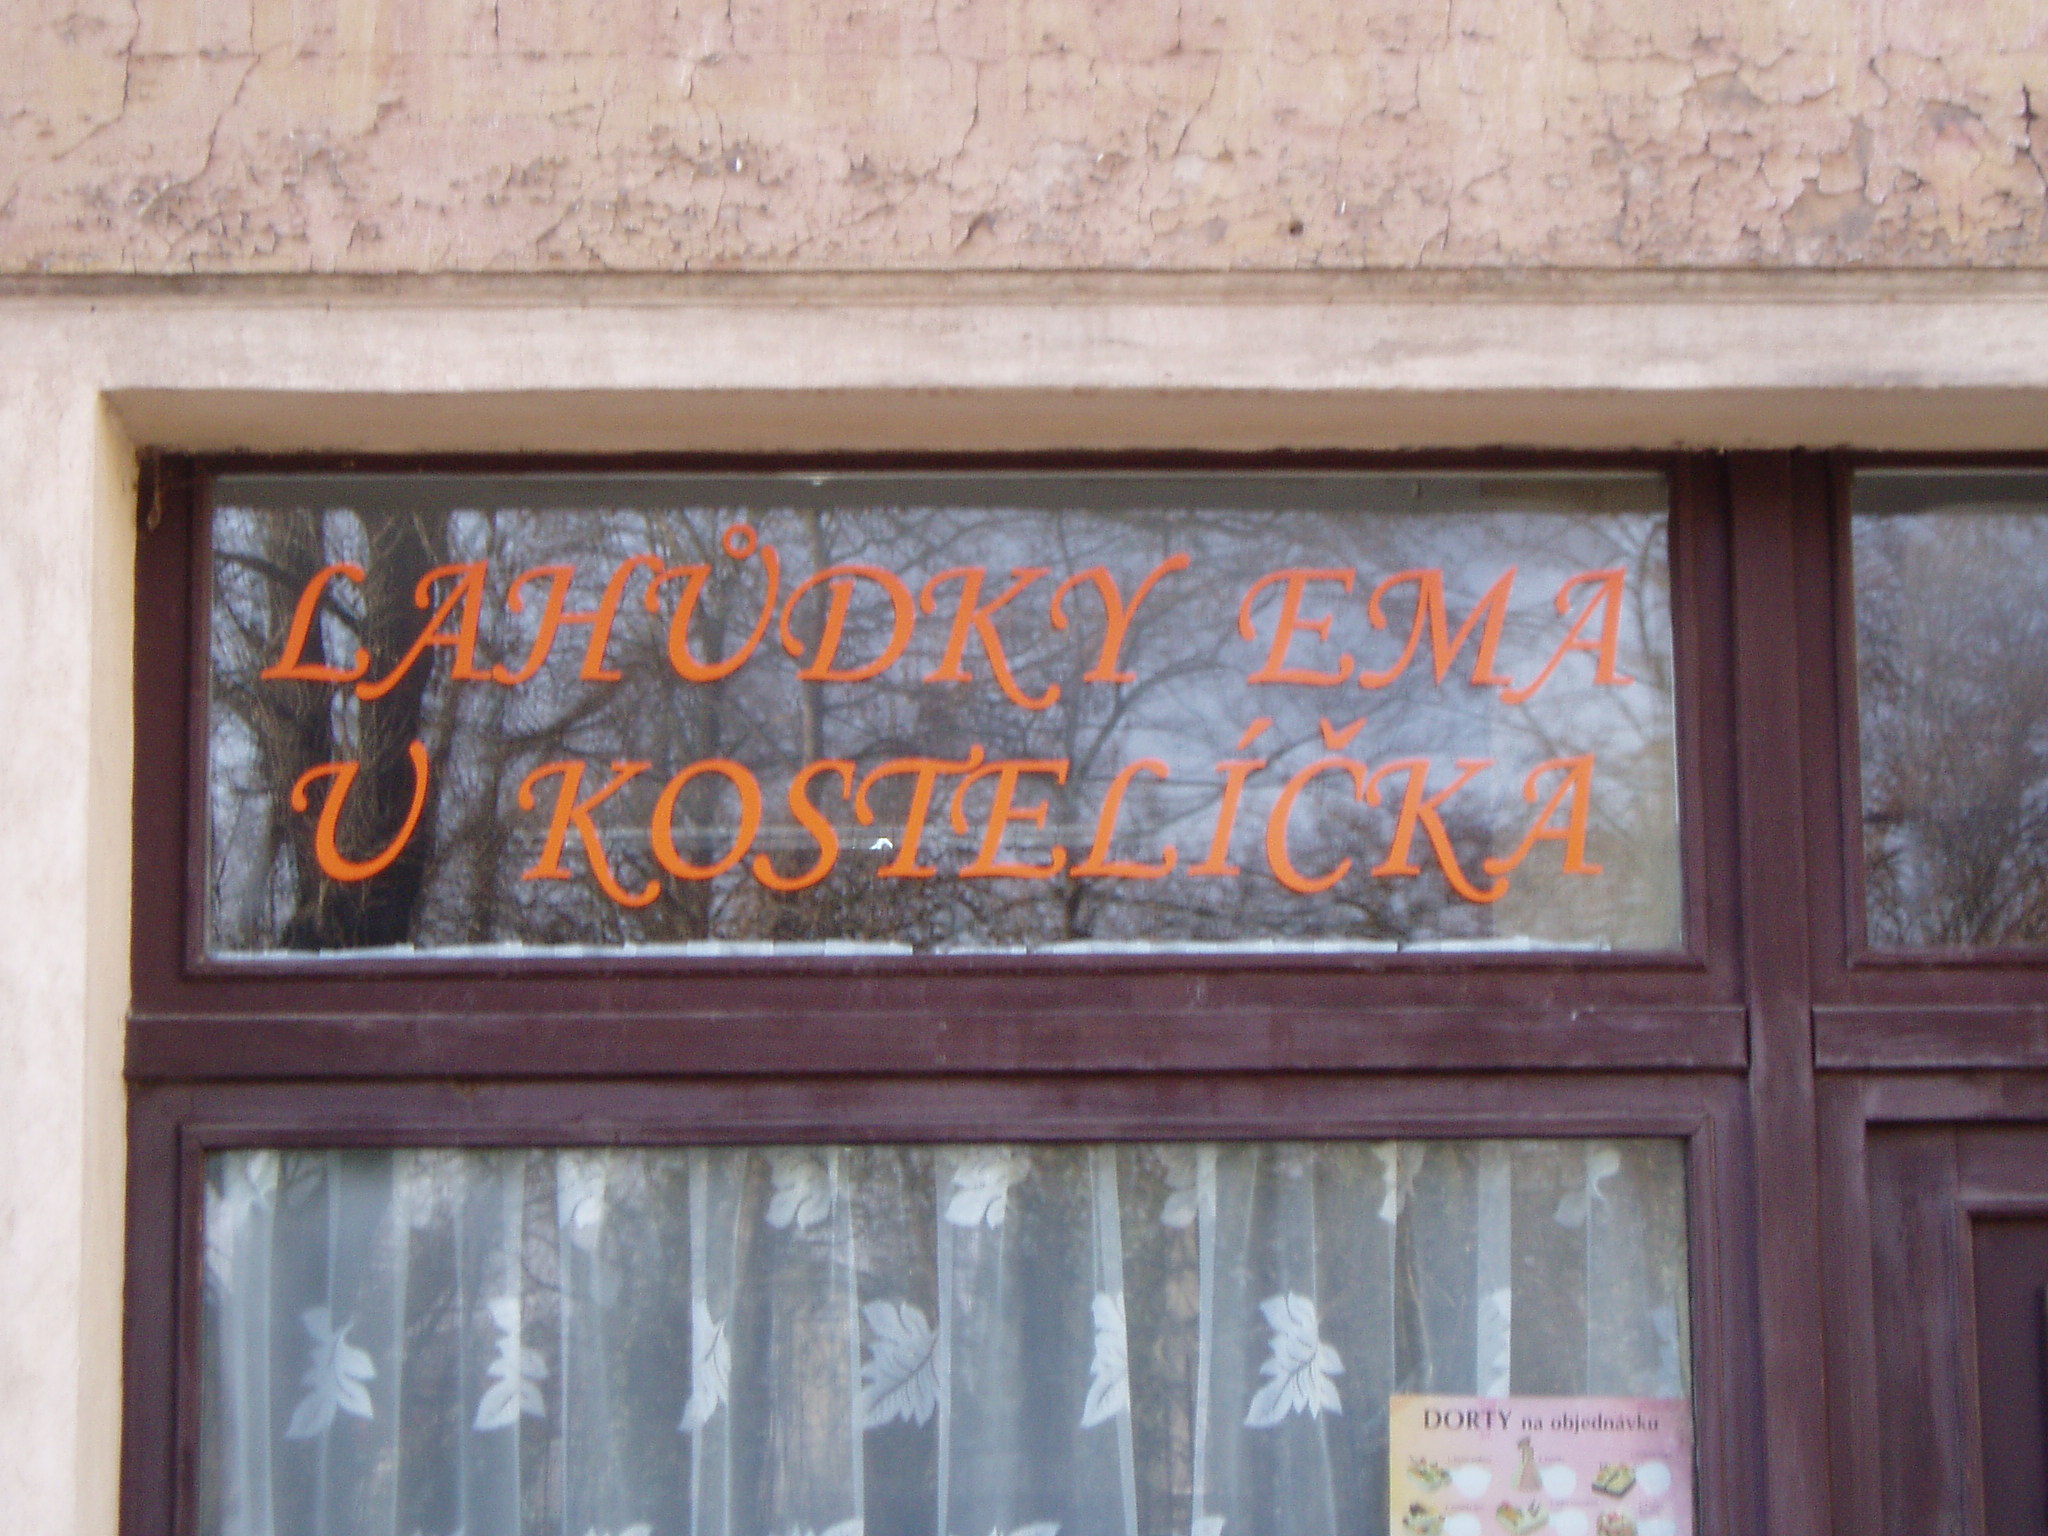 LAHŮDKY EMA
U KOSTELÍČKA
DORTY na objednávku